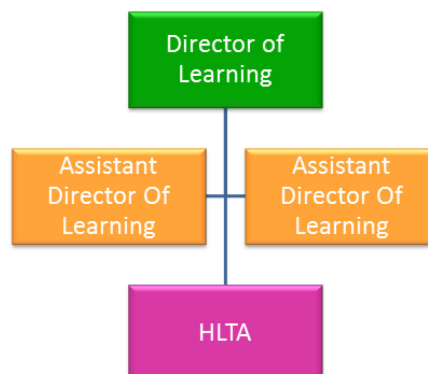 Director of
Learning
Assistant
Director Of
Learning
Assistant
Director Of
Learning
HLTA